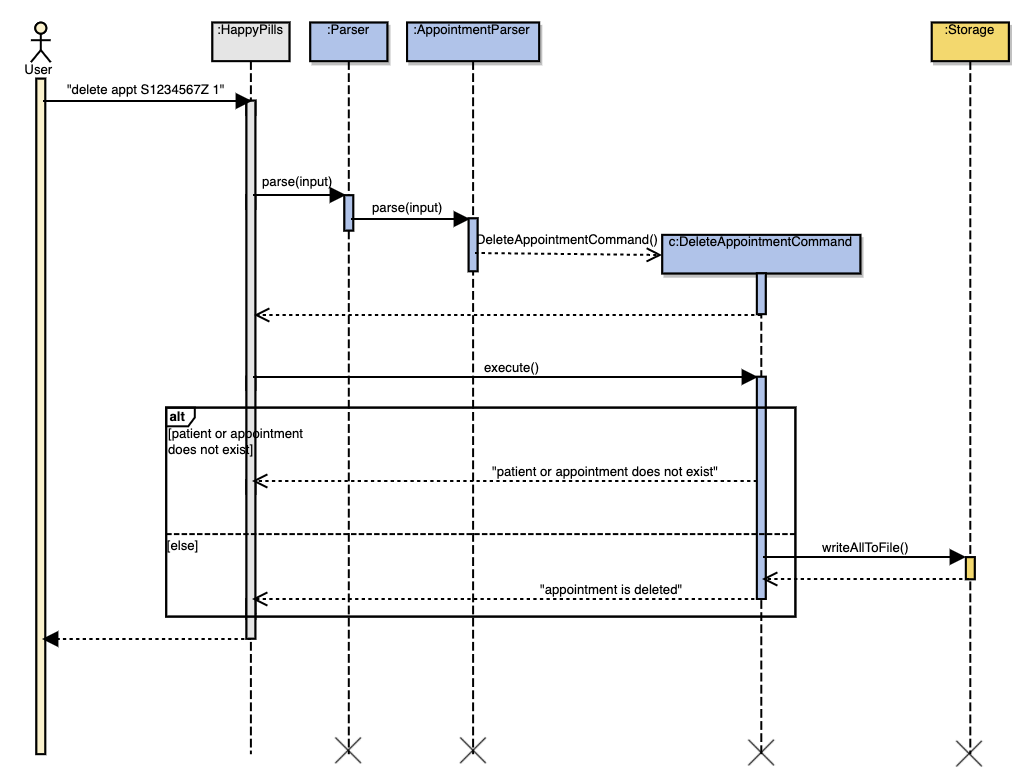 :HappyPills
:Parser
:AppointmentParser
:Storage
User
"delete appt S1234567Z 1"
parse(input)
parse(input)
DeleteAppointmentCommand()
c:DeleteAppointmentCommand
execute()
alt
[patient or appointment
does not exist]
"patient or appointment does not exist"
[else]
writeAllToFile()
"appointment is deleted"